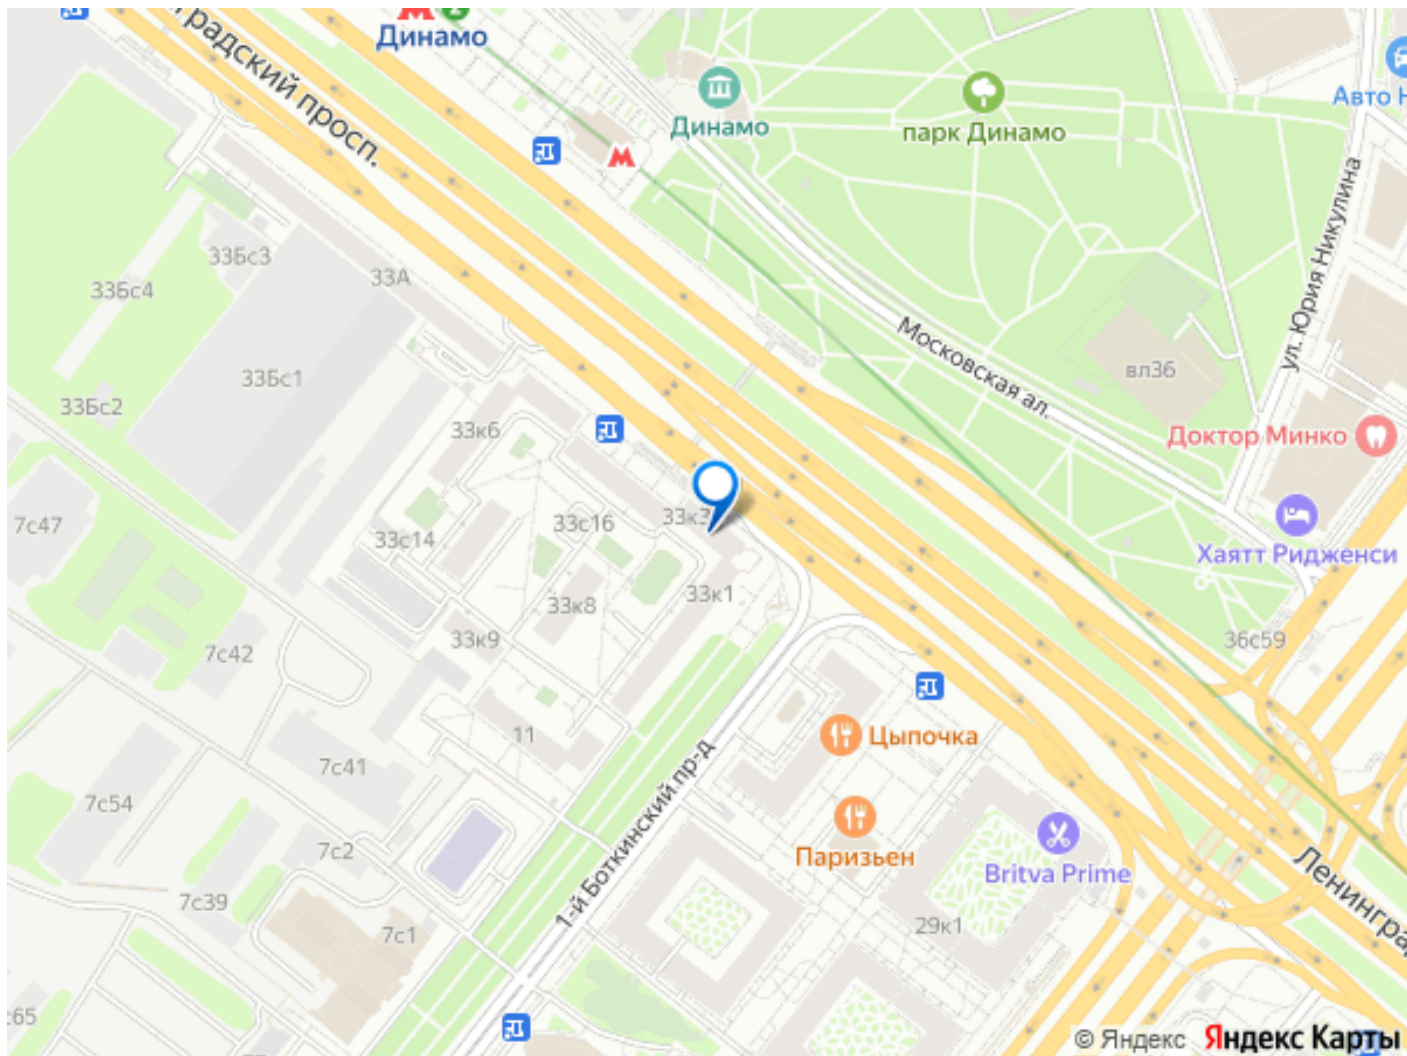 Динамо
градский просп.
Динамо
парк Динамо
Авто Н
ул. Юрия Никулина
33Бс3
33А
33Бс4
Московская ал.
вл36
33Бс1
33Бс2
33к6
Доктор Минко
7с47
33с14
33с16
33к3
Хаятт Ридженси
33к1
33к8
33к9
36с59
7с42
11
Цыпочка
7с41
1-й Боткинский пр-д
7с54
7с2
Паризьен
Britva Prime
Ленингра
7с39
7с1
29к1
с65
© Яндекс Яндекс Карты